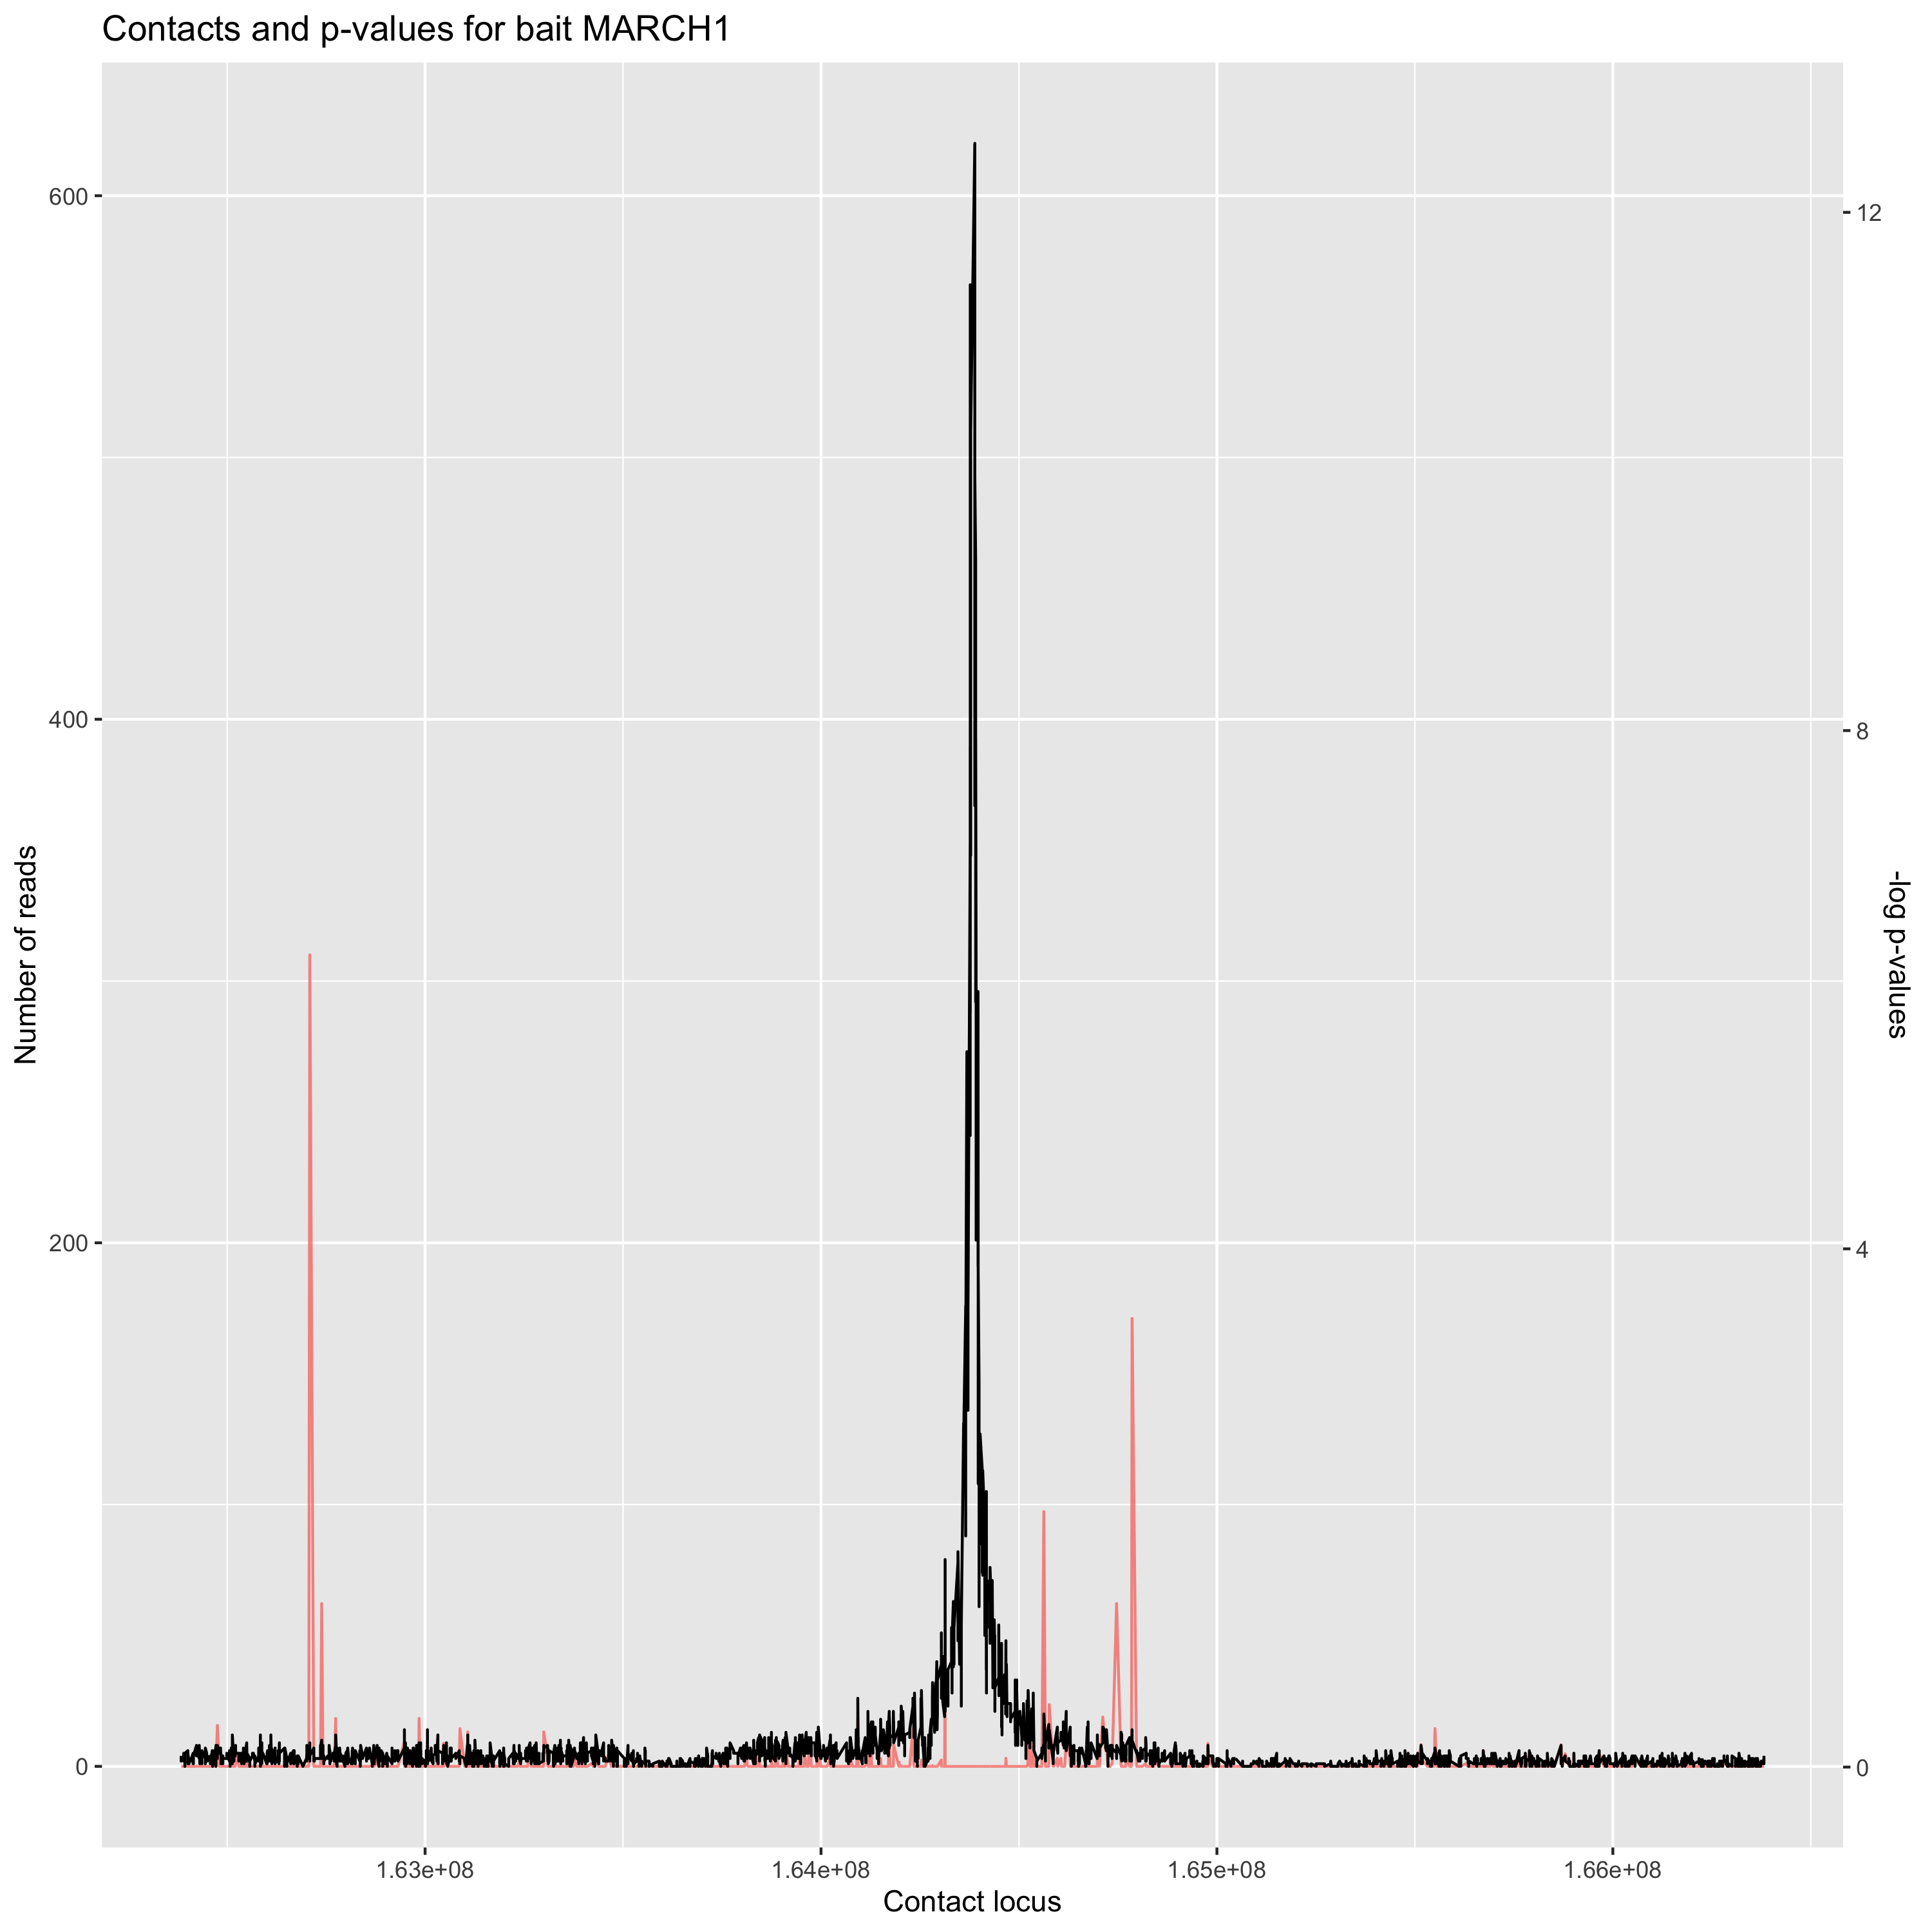 Contacts and p-values for bait MARCH1
600
400
200
0
Number of reads
12
8
4
0
-log p-values
1.63e+08
1.64e+08
1.65e+08
1.66e+08
Contact locus